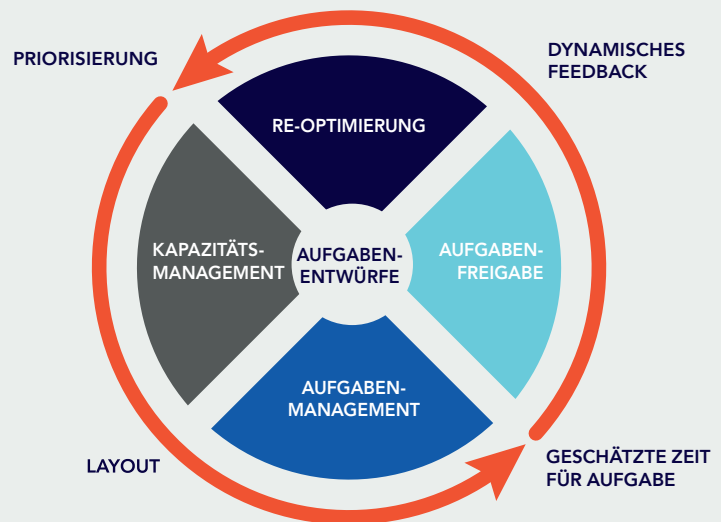 PRIORISIERUNG
DYNAMISCHES
FEEDBACK
RE-OPTIMIERUNG
KAPAZITÄTS-
MANAGEMENT
AUFGABEN-
ENTWÜRFE
AUFGABEN-
FREIGABE
AUFGABEN-
MANAGEMENT
LAYOUT
GESCHÄTZTE ZEIT
FÜR AUFGABE